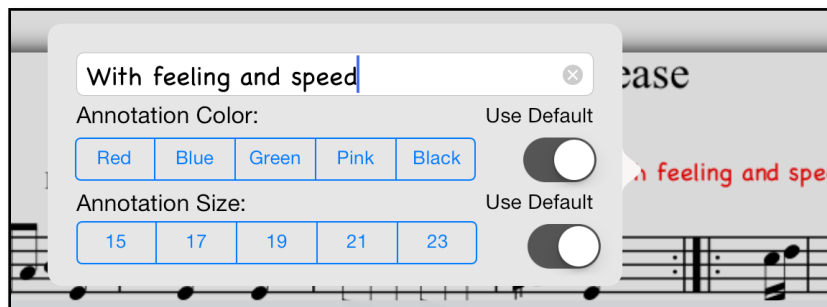 With feeling and speed
ease
Annotation Color:
Use Default
Red Blue Green Pink Black
feeling and spe
Annotation Size:
Use Default
15 17 19 21 23